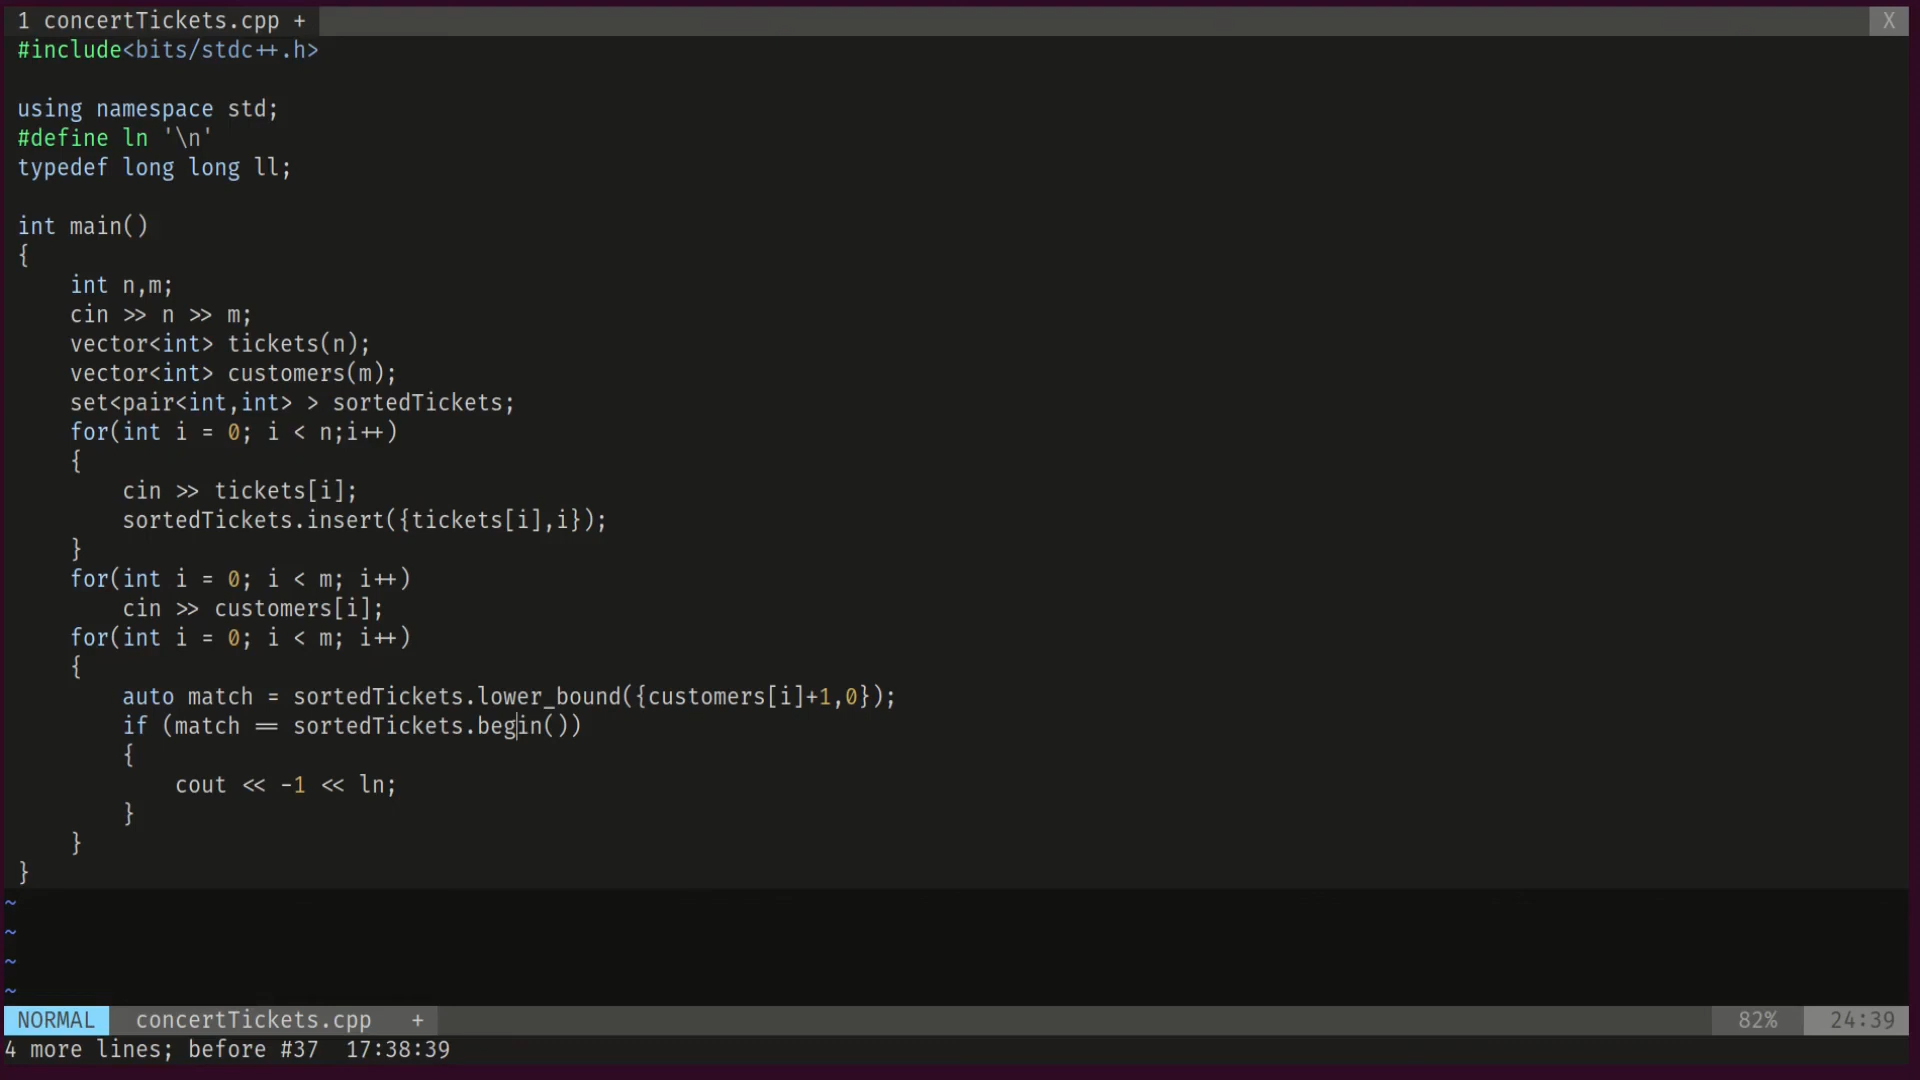 1 concertTickets.cpp + X
#include<bits/stdc++.h>
using namespace std;
#define ln '\n'
typedef long long ll;
int main()
{
    int n,m;
    cin >> n >> m;
    vector<int> tickets(n);
    vector<int> customers(m);
    set<pair<int,int> > sortedTickets;
    for(int i = 0; i < n;i++)
    {
        cin >> tickets[i];
        sortedTickets.insert({tickets[i],i});
    }
    for(int i = 0; i < m; i++)
        cin >> customers[i];
    for(int i = 0; i < m; i++)
    {
        auto match = sortedTickets.lower_bound({customers[i]+1,0});
        if (match == sortedTickets.begin())
        {
            cout << -1 << ln;
        }
    }
}
~
~
~
~
NORMAL concertTickets.cpp + 82% 24:39
4 more lines; before #37 17:38:39